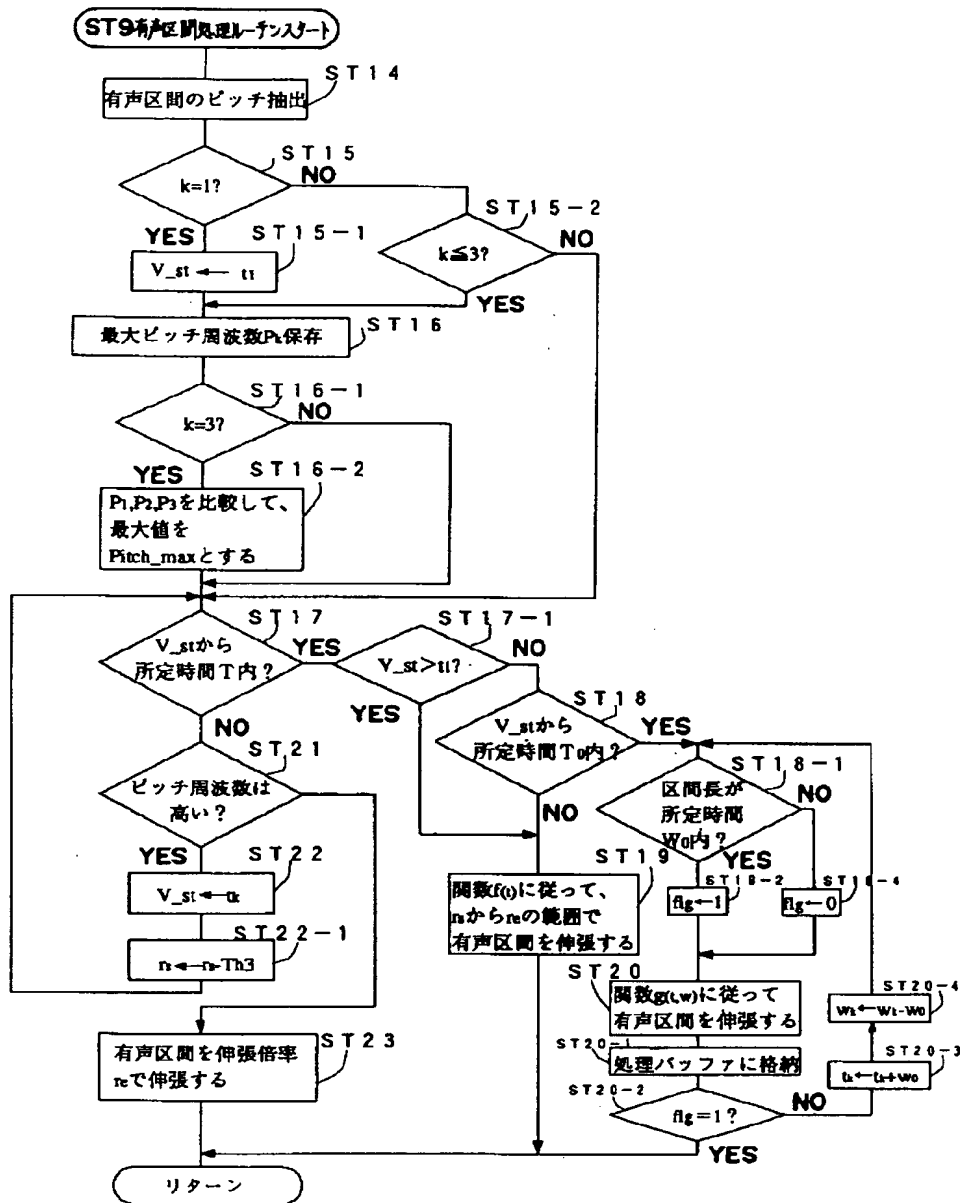 ST9有声区間処理ルーチンスタート
ST14
有声区間のピッチ抽出
ST15
k=1?
NO
ST15-2
YES
ST15-1
k≦3?
NO
V_st ← t1
YES
ST16
最大ピッチ周波数Pk保存
ST16-1
k=3?
NO
YES
ST16-2
P1,P2,P3を比較して、
最大値を
Pitch_maxとする
ST17
V_stから
所定時間T内?
YES
ST17-1
V_st>t1?
NO
YES
ST18
V_stから
所定時間T0内?
YES
NO
NO
ST21
ピッチ周波数は
高い?
YES
ST22
V_st←tk
ST22-1
ST18-1
区間長が
所定時間
W0内?
NO
YES
ST18-2
flg←1
flg←0
ST19
関数f(t)に従って、
rsからreの範囲で
有声区間を伸張する
ST20
関数g(t,w)に従って
有声区間を伸張する
処理バッファに格納
ST20-2
flg=1?
NO
YES
ST20-3
tk←tk+W0
ST20-4
Wk←Wk-W0
ST23
有声区間を伸張倍率
reで伸張する
リターン